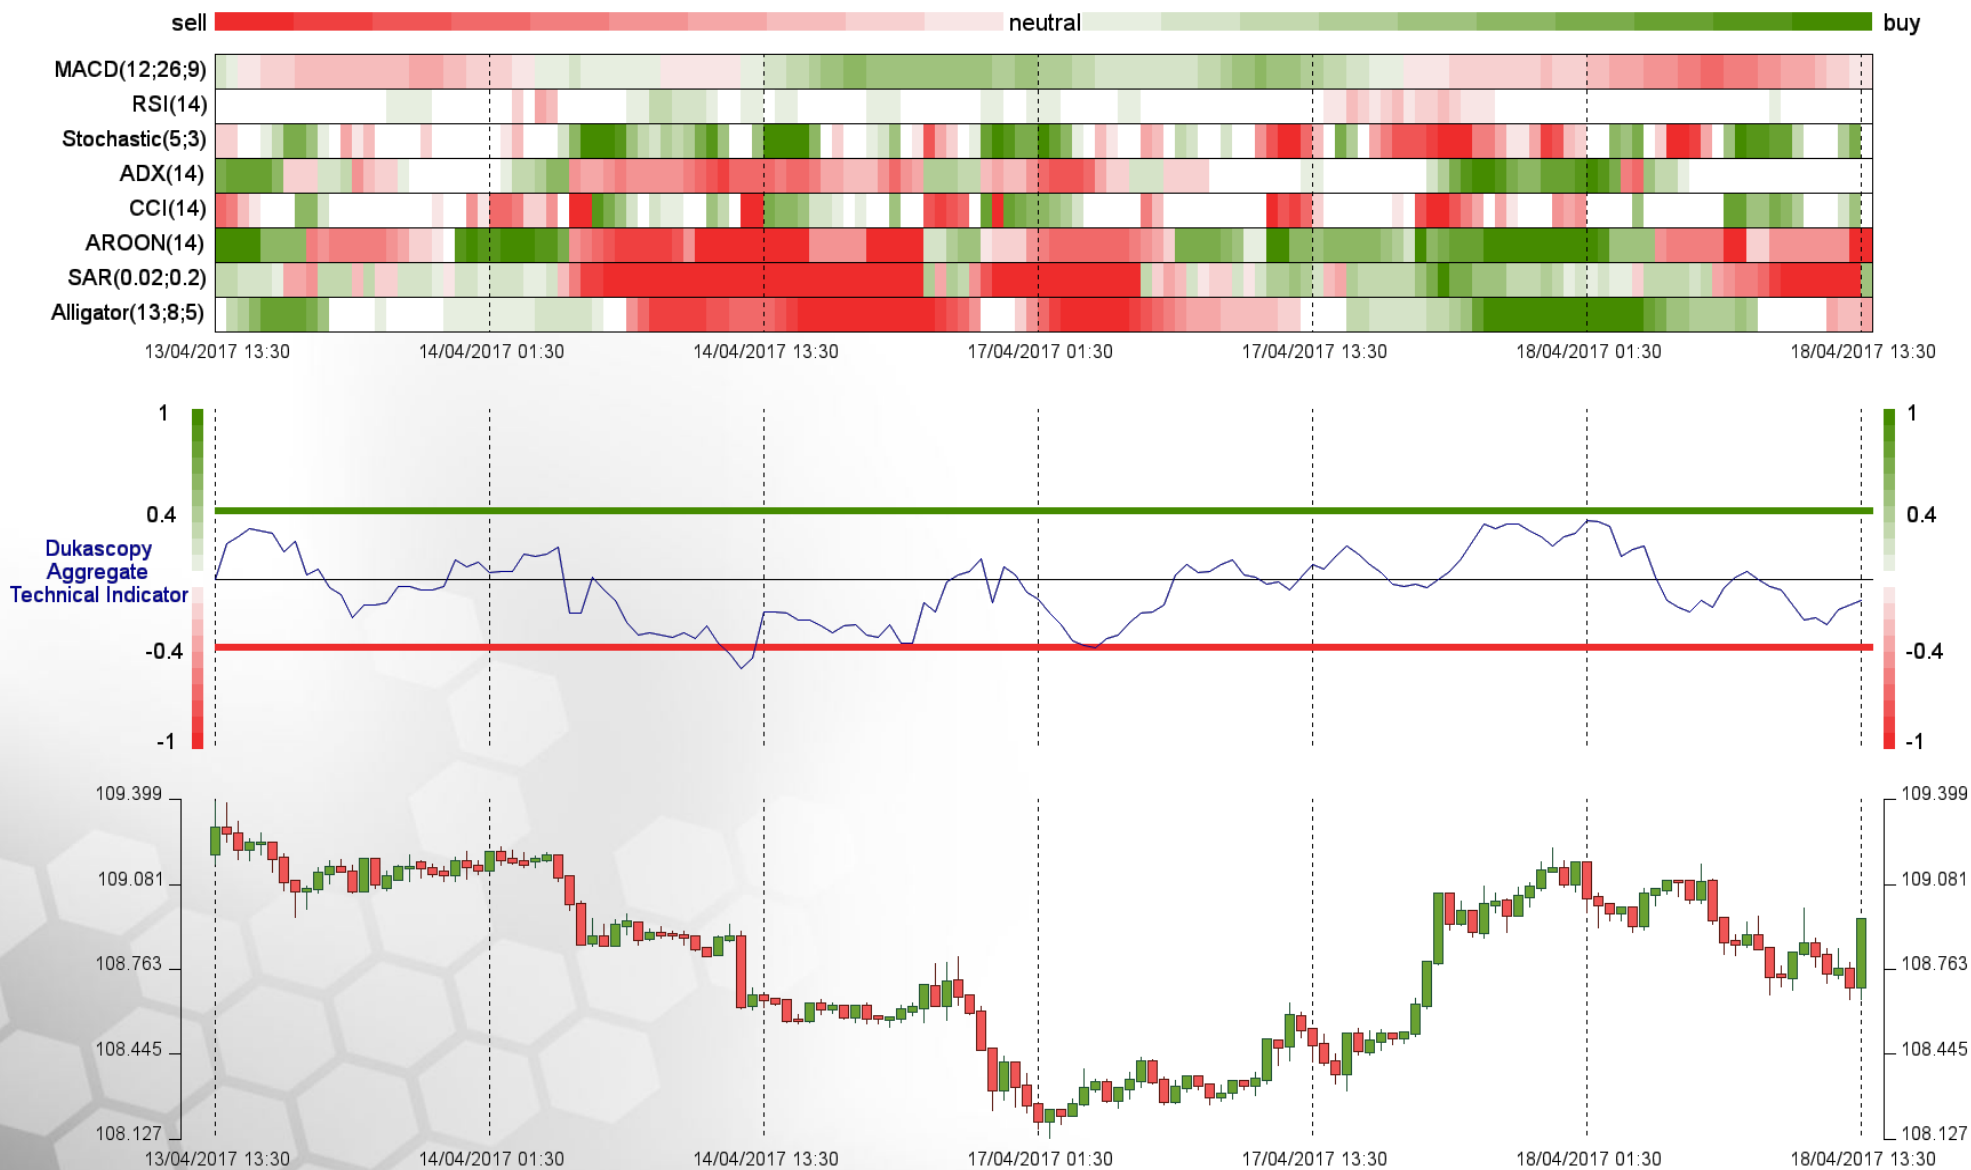 sell neutral buy
MACD(12;26;9)
RSI(14)
Stochastic(5;3)
ADX(14)
CCI(14)
AROON(14)
SAR(0.02;0.2)
Alligator(13;8;5)
13/04/2017 13:30 14/04/2017 01:30 14/04/2017 13:30 17/04/2017 01:30 17/04/2017 13:30 18/04/2017 01:30 18/04/2017 13:30
1 1
0.4 0.4
Dukascopy
Aggregate
Technical Indicator
-0.4 -0.4
-1 -1
109.399 109.399
109.081 109.081
108.763 108.763
108.445 108.445
108.127 108.127
13/04/2017 13:30 14/04/2017 01:30 14/04/2017 13:30 17/04/2017 01:30 17/04/2017 13:30 18/04/2017 01:30 18/04/2017 13:30